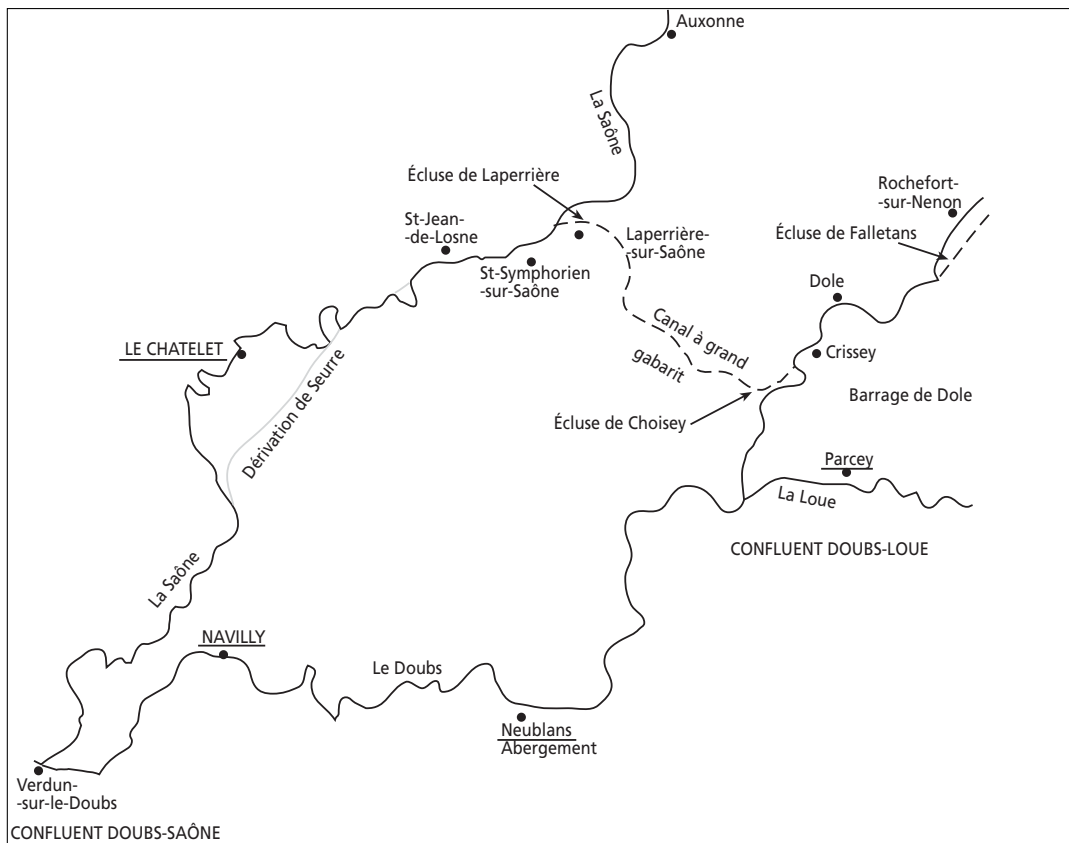 Auxonne
La Saône
Écluse de Laperrière
Rochefort-
-sur-Nenon
St-Jean-
-de-Losne
Écluse de Falletans
Laperrière-
-sur-Saône
St-Symphorien
-sur-Saône
Dole
LE CHATELET
Canal à grand
gabarit
Crissey
Dérivation de Seurre
Barrage de Dole
Écluse de Choisey
Parcey
La Loue
CONFLUENT DOUBS-LOUE
La Saône
NAVILLY
Le Doubs
Neublans
Abergement
Verdun-
-sur-le-Doubs
CONFLUENT DOUBS-SAÔNE